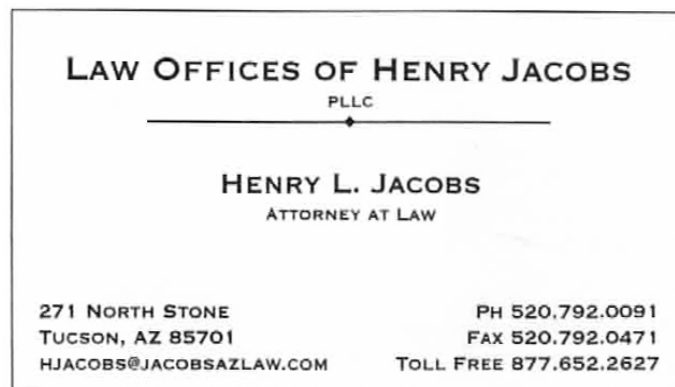 LAW OFFICES OF HENRY JACOBS
PLLC
HENRY L. JACOBS
ATTORNEY AT LAW
271 NORTH STONE
TUCSON, AZ 85701
HJACOBS@JACOBSAZLAW.COM
PH 520.792.0091
FAX 520.792.0471
TOLL FREE 877.652.2627